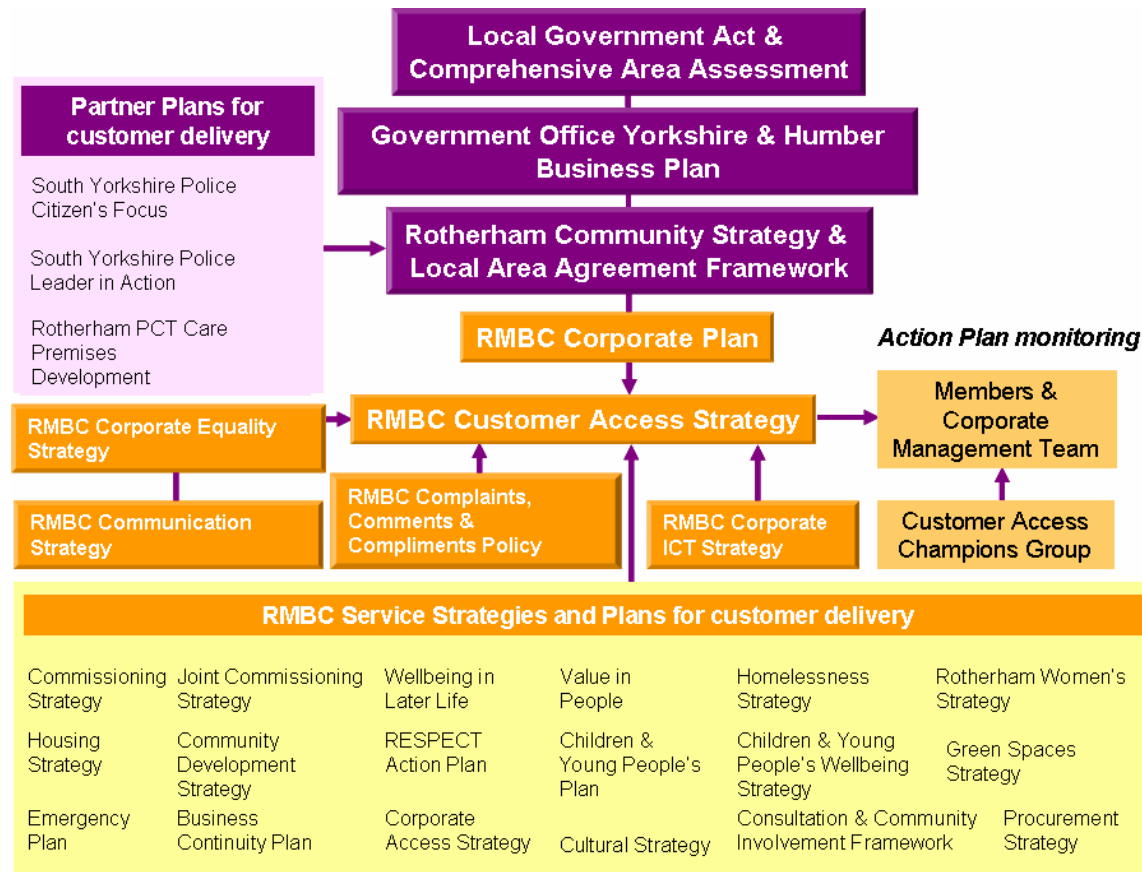 Local Government Act &
Comprehensive Area Assessment
Partner Plans for
customer delivery
Government Office Yorkshire & Humber
Business Plan
South Yorkshire Police
Citizen's Focus
South Yorkshire Police
Leader in Action
Rotherham PCT Care
Premises
Development
Rotherham Community Strategy &
Local Area Agreement Framework
RMBC Corporate Plan
Action Plan monitoring
RMBC Corporate Equality
Strategy
RMBC Customer Access Strategy
Members &
Corporate
Management Team
RMBC Communication
Strategy
RMBC Complaints,
Comments &
Compliments Policy
RMBC Corporate
ICT Strategy
Customer Access
Champions Group
RMBC Service Strategies and Plans for customer delivery
Commissioning
Strategy
Joint Commissioning
Strategy
Wellbeing in
Later Life
Value in
People
Homelessness
Strategy
Rotherham Women's
Strategy
Housing
Strategy
Community
Development
Strategy
RESPECT
Action Plan
Children &
Young People's
Plan
Children & Young
People's Wellbeing
Strategy
Green Spaces
Strategy
Emergency
Plan
Business
Continuity Plan
Corporate
Access Strategy
Cultural Strategy
Consultation & Community
Involvement Framework
Procurement
Strategy